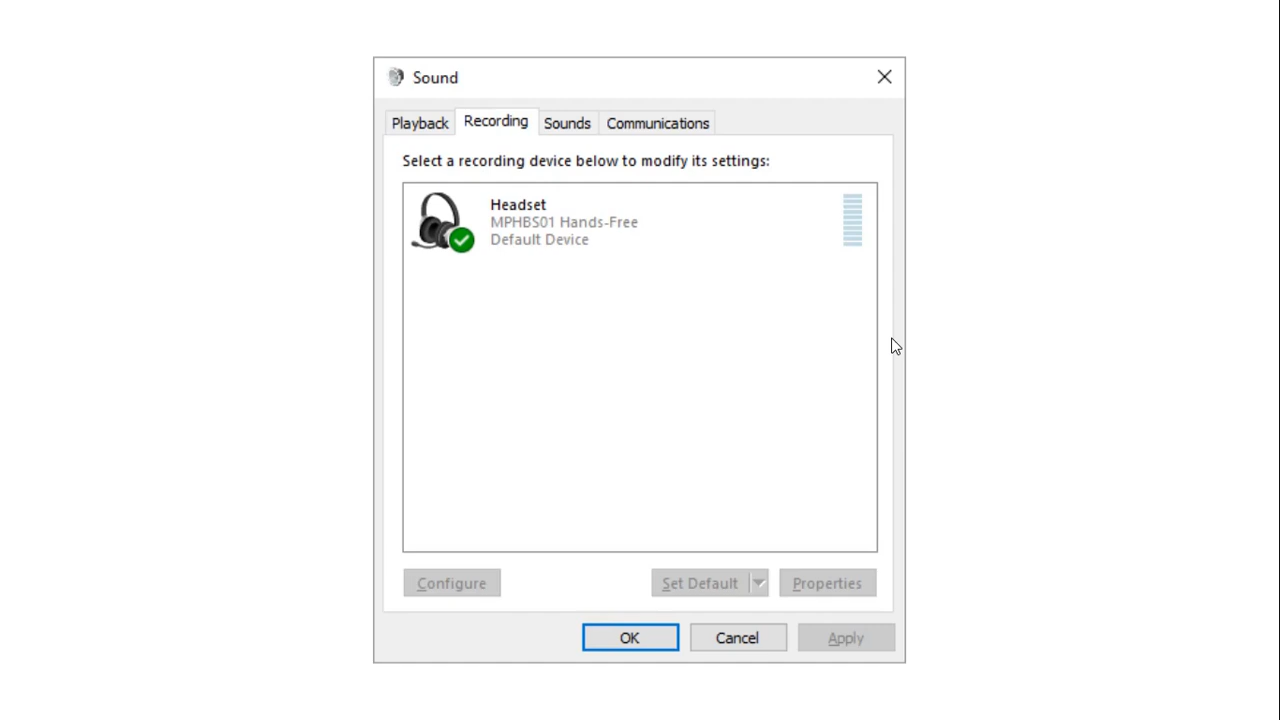 Sound
Playback Recording Sounds Communications
Select a recording device below to modify its settings:
Headset
MPHBS01 Hands-Free
Default Device
Configure Set Default Properties
OK Cancel Apply